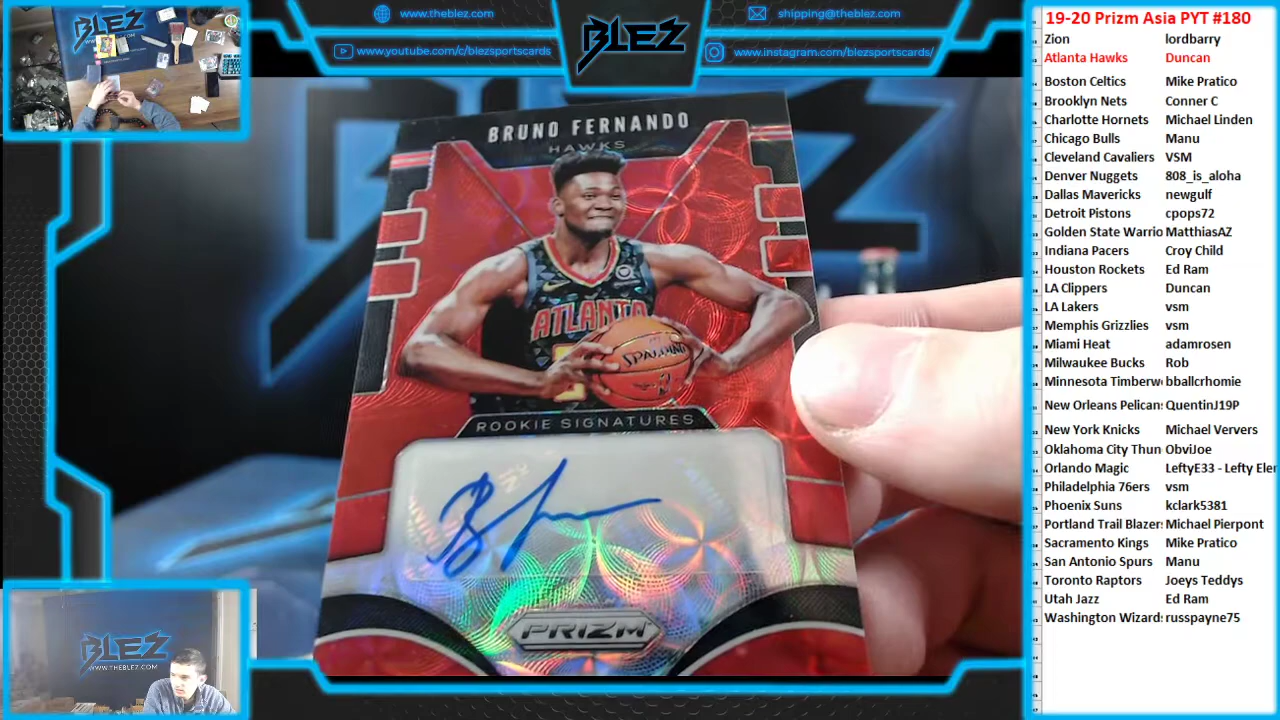 www.theblez.com
www.youtube.com/c/blezsportscards
BLEZ
shipping@theblez.com
www.instagram.com/blezsportscards/
BRUNO FERNANDO
HAWKS
ATLANTA
SPALDING
ROOKIE SIGNATURES
PRIZM
BLEZ
BLEZ
WWW.THEBLEZ.COM
19-20 Prizm Asia PYT #180
Zion lordbarry
Atlanta Hawks Duncan
Boston Celtics Mike Pratico
Brooklyn Nets Conner C
Charlotte Hornets Michael Linden
Chicago Bulls Manu
Cleveland Cavaliers VSM
Denver Nuggets 808_is_aloha
Dallas Mavericks newgulf
Detroit Pistons cpops72
Golden State Warrio MatthiasAZ
Indiana Pacers Croy Child
Houston Rockets Ed Ram
LA Clippers Duncan
LA Lakers vsm
Memphis Grizzlies vsm
Miami Heat adamrosen
Milwaukee Bucks Rob
Minnesota Timberw bballcrhomie
New Orleans Pelican QuentinJ19P
New York Knicks Michael Ververs
Oklahoma City Thun ObviJoe
Orlando Magic LeftyE33 - Lefty Eler
Philadelphia 76ers vsm
Phoenix Suns kclark5381
Portland Trail Blazer Michael Pierpont
Sacramento Kings Mike Pratico
San Antonio Spurs Manu
Toronto Raptors Joeys Teddys
Utah Jazz Ed Ram
Washington Wizard russpayne75